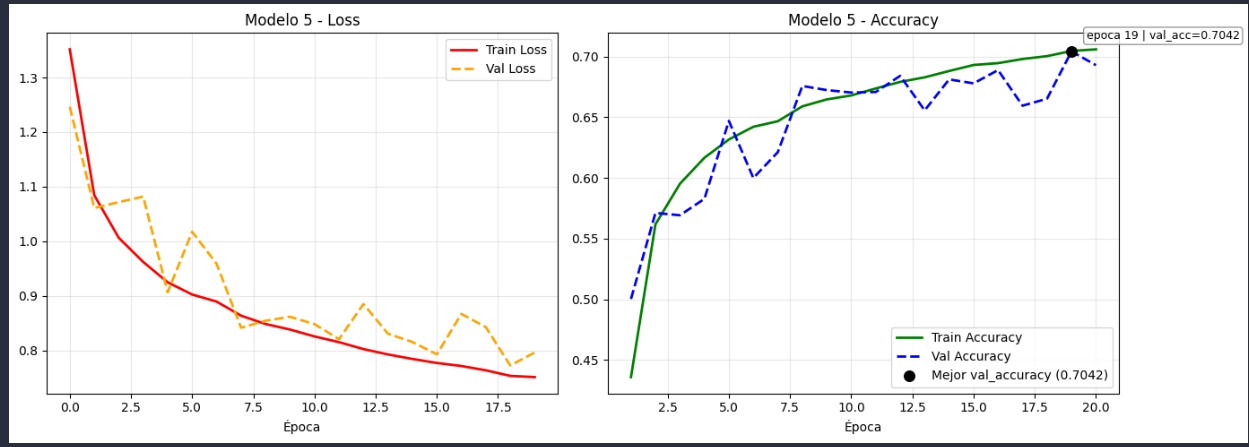 Modelo 5 - Loss
Train Loss
Val Loss
1.3
1.2
1.1
1.0
0.9
0.8
0.0
2.5
5.0
7.5
10.0
12.5
15.0
17.5
Época
Modelo 5 - Accuracy
epoca 19 | val_acc=0.7042
0.70
0.65
0.60
0.55
0.50
0.45
Train Accuracy
Val Accuracy
Mejor val_accuracy (0.7042)
2.5
5.0
7.5
10.0
12.5
15.0
17.5
20.0
Época